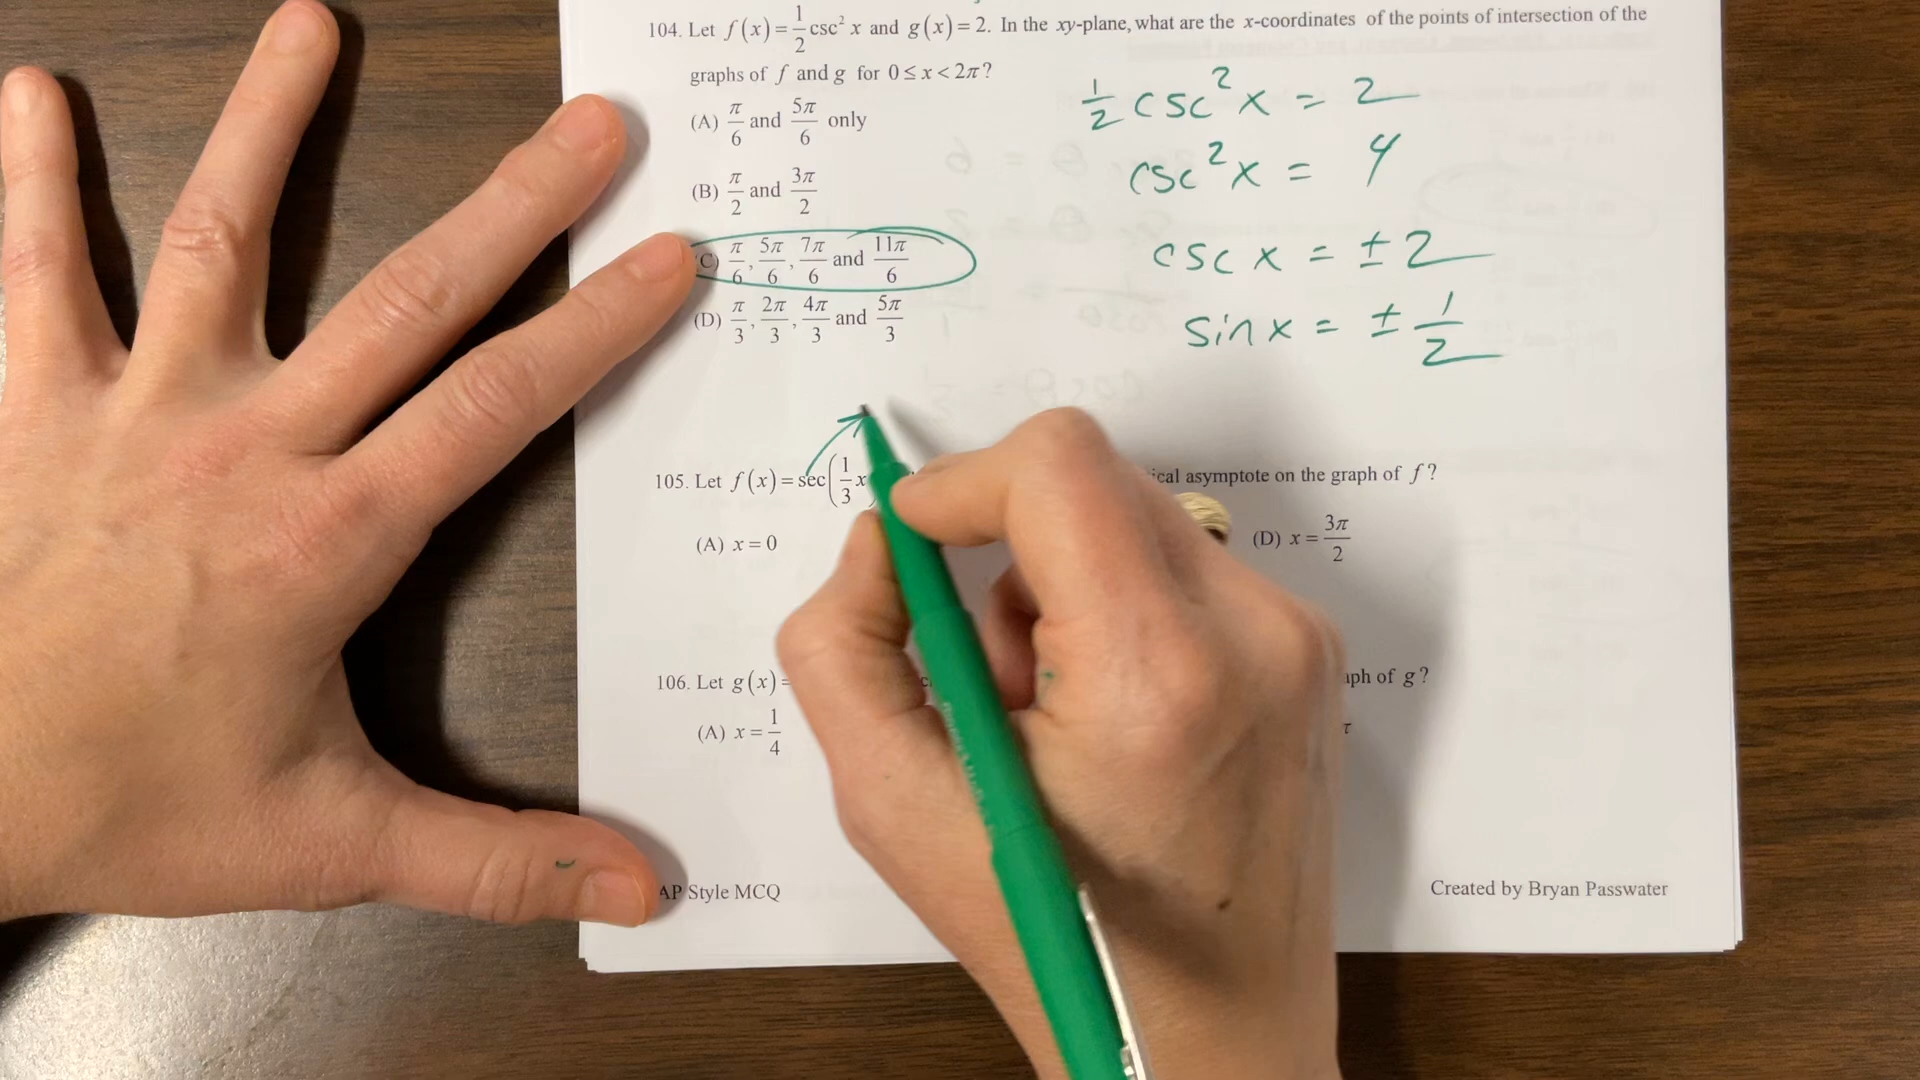 104. Let f(x) = 1/2 csc² x and g(x) = 2. In the xy-plane, what are the x-coordinates of the points of intersection of the
graphs of f and g for 0 ≤ x < 2π?
(A) π/6 and 5π/6 only
(B) π/2 and 3π/2
(C) π/6, 5π/6, 7π/6 and 11π/6
(D) π/3, 2π/3, 4π/3 and 5π/3
1/2 csc² x = 2
csc² x = 4
csc x = ±2
sin x = ± 1/2
105. Let f(x) = sec(1/3 x asymptote on the graph of f?
(A) x = 0
(D) x = 3π/2
106. Let g(x) = of g?
(A) x = 1/4
AP Style MCQ
Created by Bryan Passwater